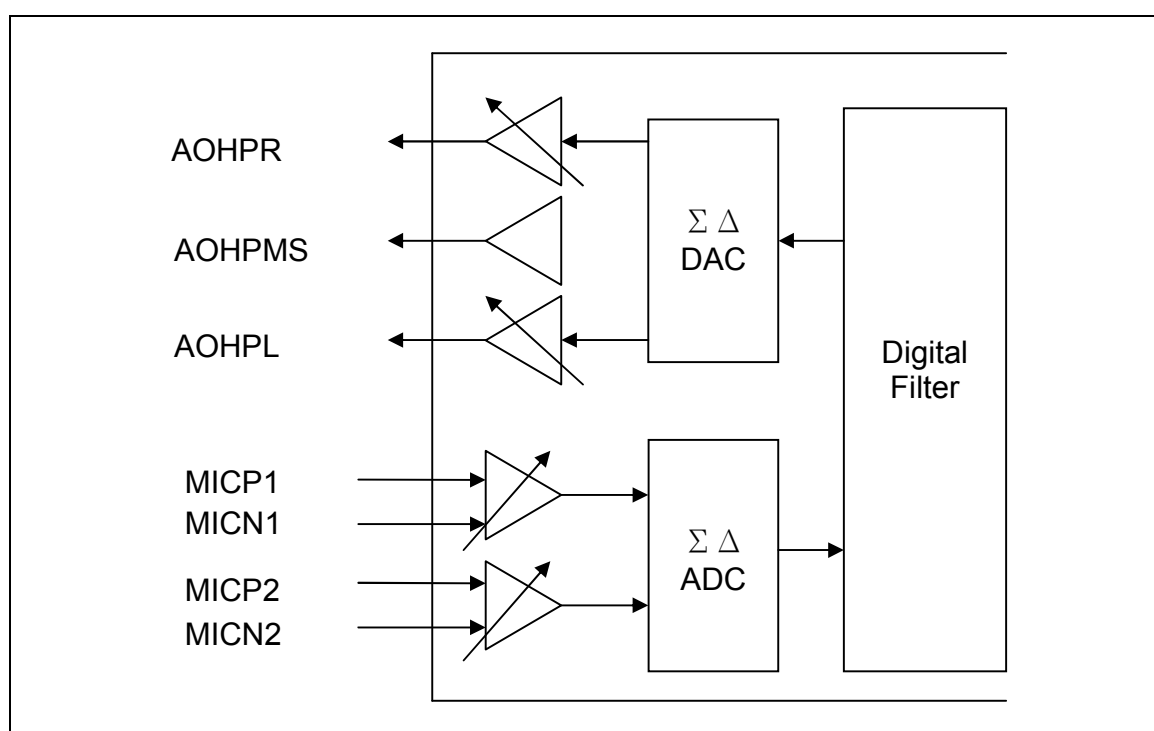 AOHPR
AOHPMS
AOHPL
Σ Δ
DAC
Digital
Filter
MICP1
MICN1
MICP2
MICN2
Σ Δ
ADC